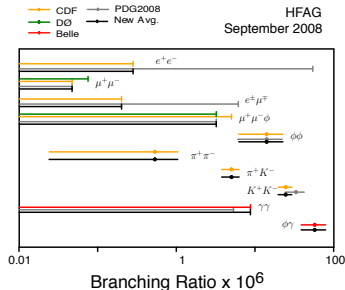 CDF PDG2008 HFAG
DØ New Avg. September 2008
Belle
e⁺e⁻
μ⁺μ⁻
e±μ∓
μ⁺μ⁻ϕ
ϕϕ
π⁺π⁻
π⁺K⁻
K⁺K⁻
γγ
ϕγ
0.01 1 100
Branching Ratio x 10⁶